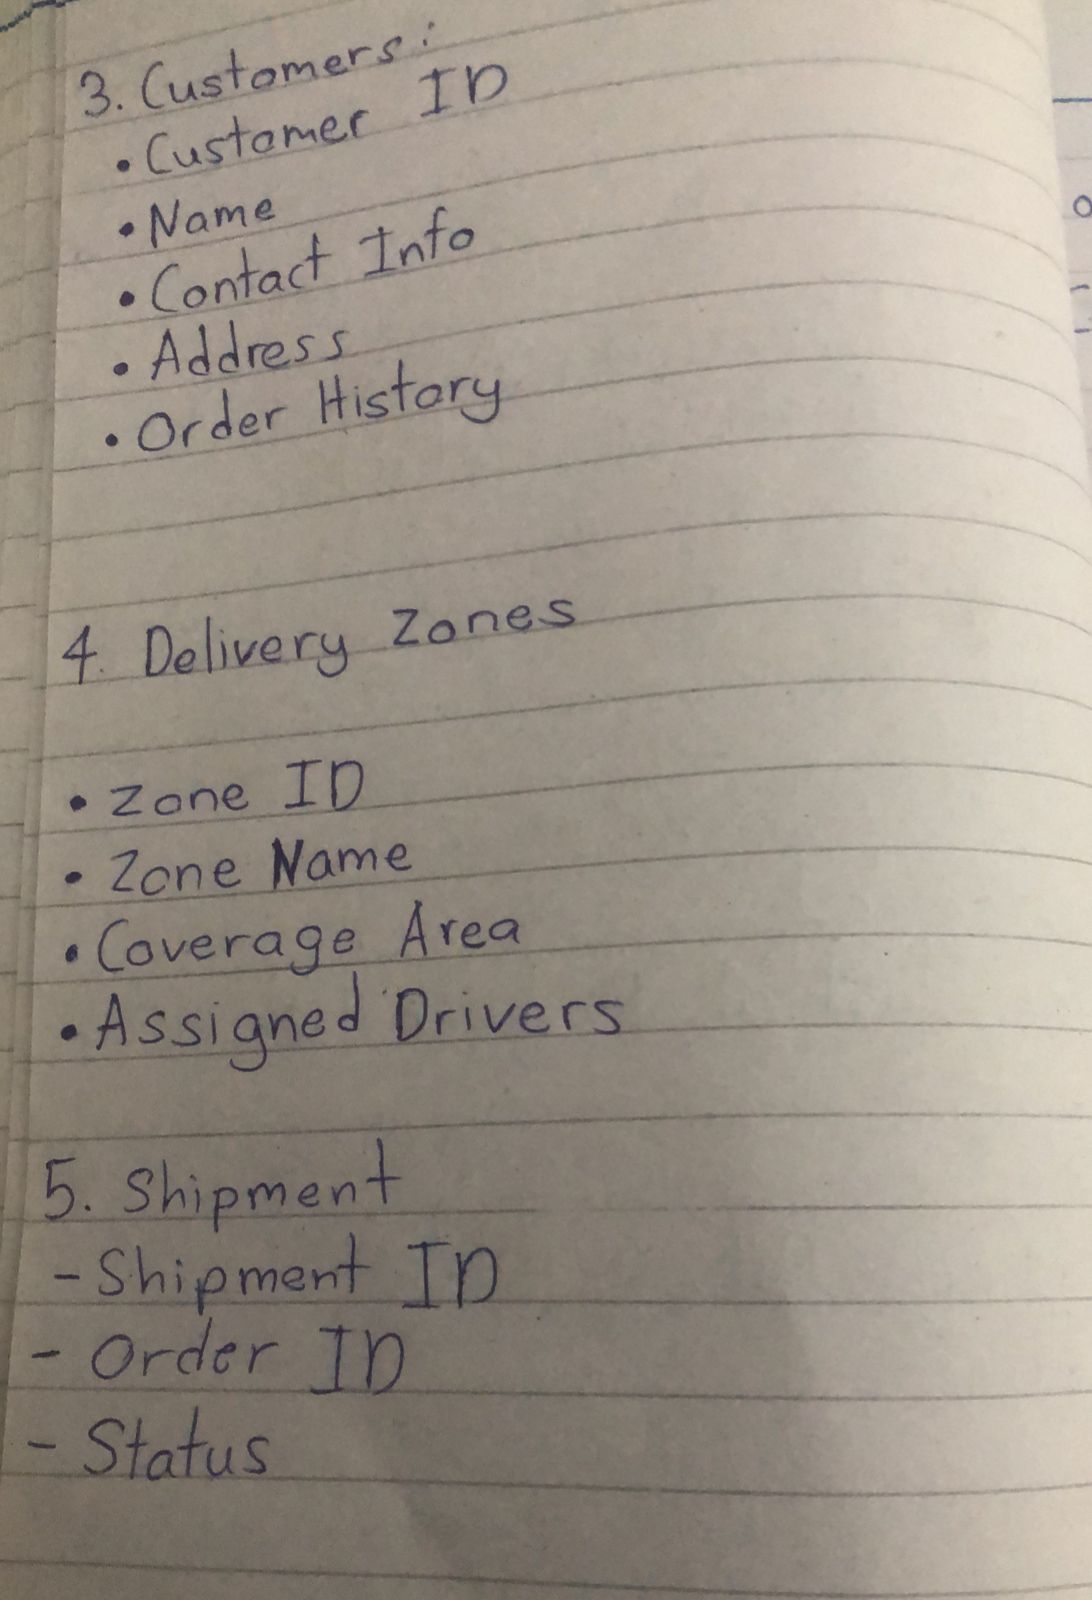 3. Customers:
• Customer ID
• Name
• Contact Info
• Address
• Order History
4. Delivery Zones
• Zone ID
• Zone Name
• Coverage Area
• Assigned Drivers
5. Shipment
- Shipment ID
- Order ID
- Status